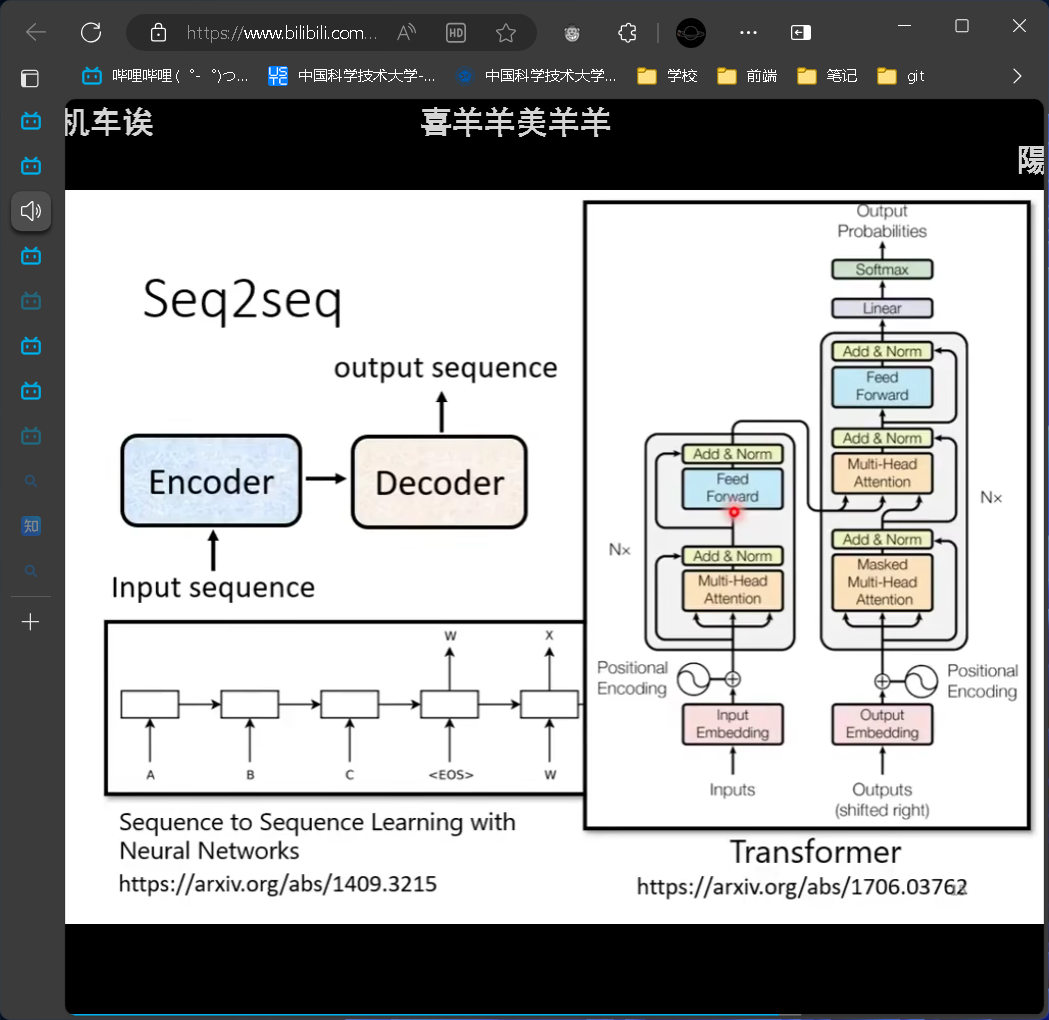 https://www.bilibili.com...
A
HD
哔哩哔哩 (゜-゜)つ...
中国科学技术大学-...
中国科学技术大学...
学校
前端
笔记
git
机车诶
喜羊羊美羊羊
陽
知
Seq2seq
output sequence
Encoder
Decoder
Input sequence
W
X
A
B
C
<EOS>
W
Sequence to Sequence Learning with
Neural Networks
https://arxiv.org/abs/1409.3215
Output
Probabilities
Softmax
Linear
Add & Norm
Feed
Forward
Add & Norm
Multi-Head
Attention
Nx
Add & Norm
Masked
Multi-Head
Attention
Add & Norm
Feed
Forward
Nx
Add & Norm
Multi-Head
Attention
Positional
Encoding
Positional
Encoding
Input
Embedding
Output
Embedding
Inputs
Outputs
(shifted right)
Transformer
https://arxiv.org/abs/1706.03762